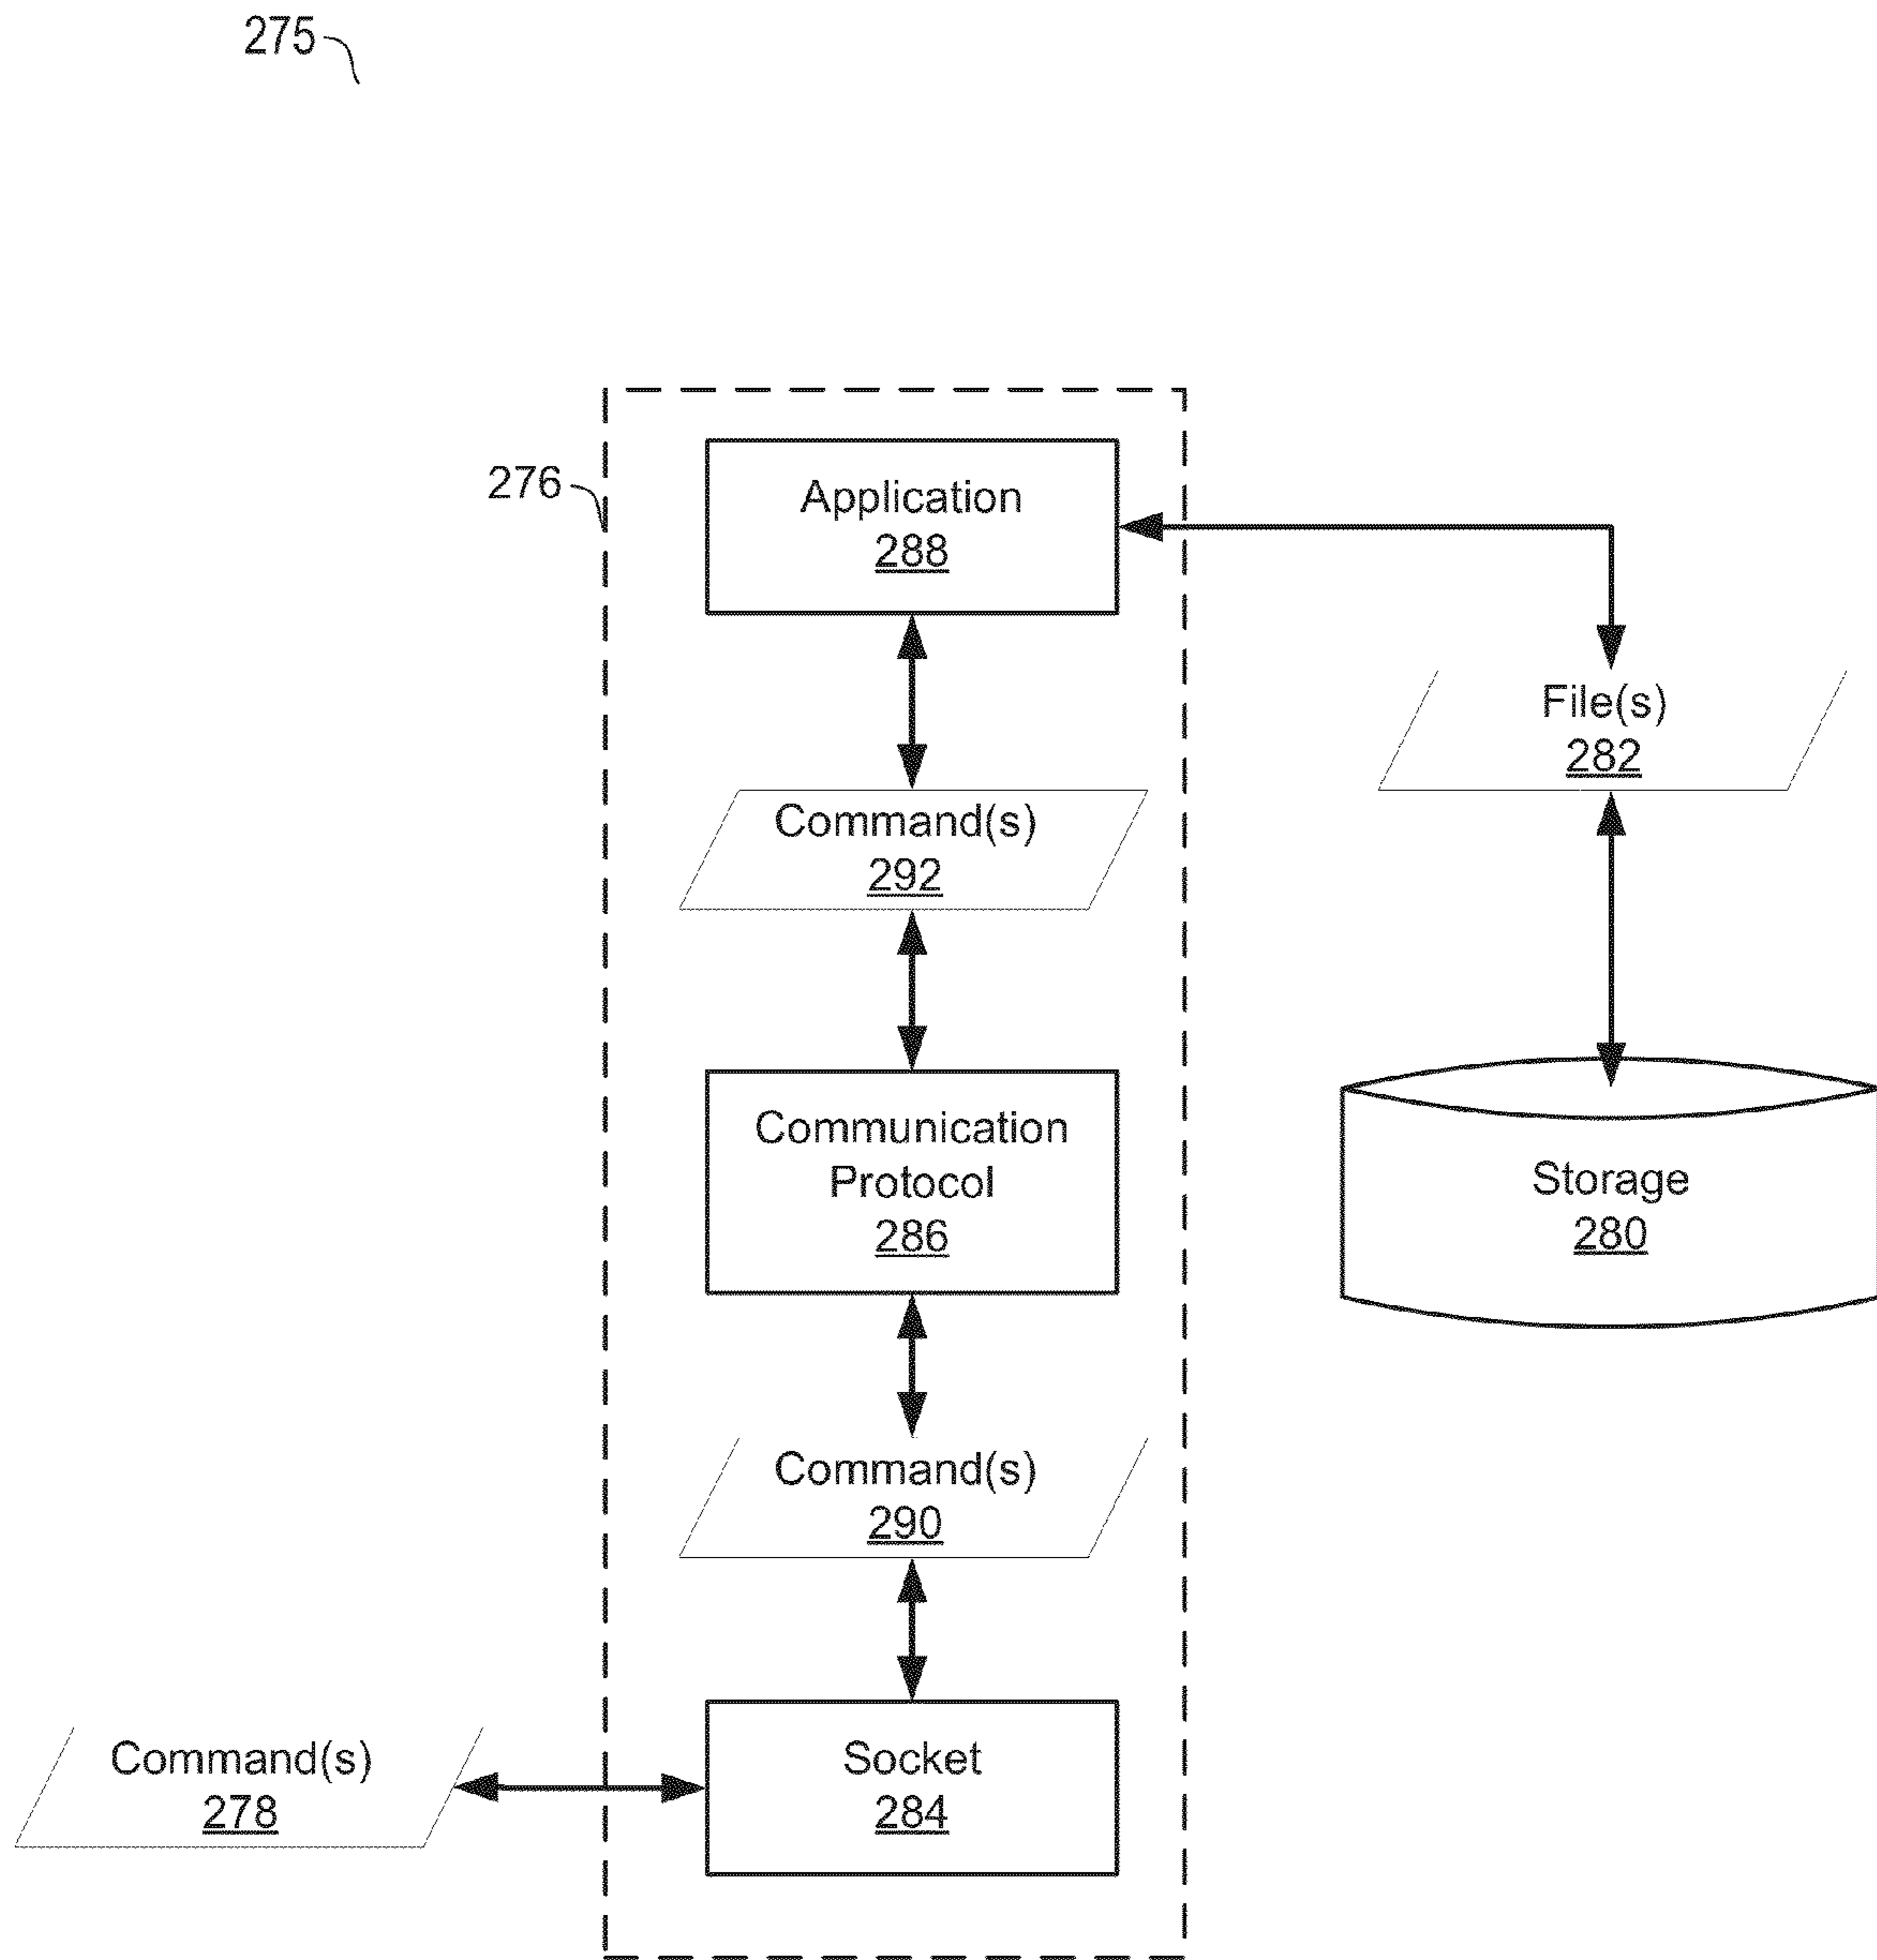 275
276
Application
288
File(s)
282
Command(s)
292
Communication
Protocol
286
Storage
280
Command(s)
290
Command(s)
278
Socket
284